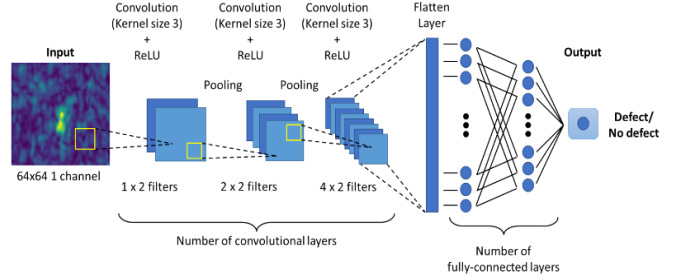 Convolution
(Kernel size 3)
+
ReLU
Convolution
(Kernel size 3)
+
ReLU
Convolution
(Kernel size 3)
+
ReLU
Flatten
Layer
Input
Pooling
Pooling
Output
Defect/
No defect
64x64 1 channel
1 x 2 filters
2 x 2 filters
4 x 2 filters
Number of convolutional layers
Number of
fully-connected layers